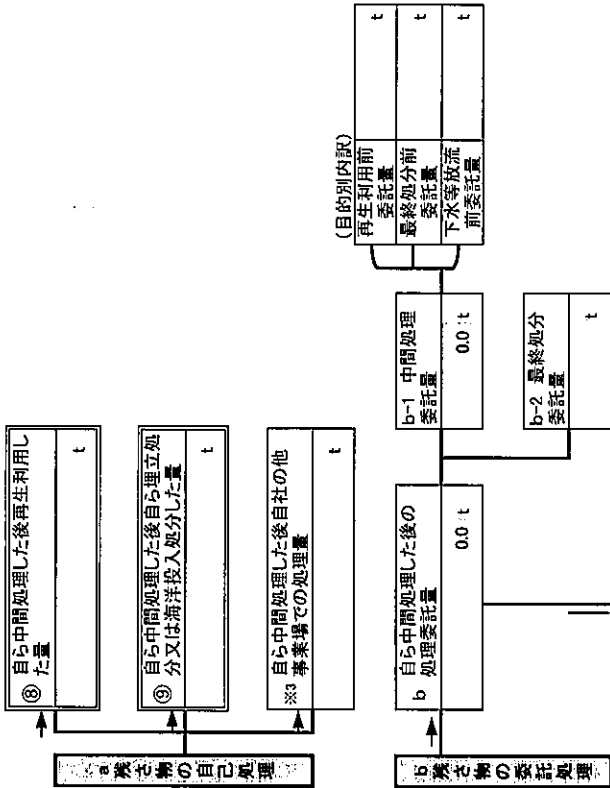 a 残さ物の自己処理
⑧ 自ら中間処理した後再生利用し
た量
t
⑨ 自ら中間処理した後自ら埋立処
分又は海洋投入処分した量
t
※3 自ら中間処理した後自社の他
事業場での処理量
t
b 残さ物の委託処理
b 自ら中間処理した後の
処理委託量
0.0 t
b-1 中間処理
委託量
0.0 t
b-2 最終処分
委託量
t
(目的別内訳)
再生利用前
委託量
t
最終処分前
委託量
t
下水等放流
前委託量
t